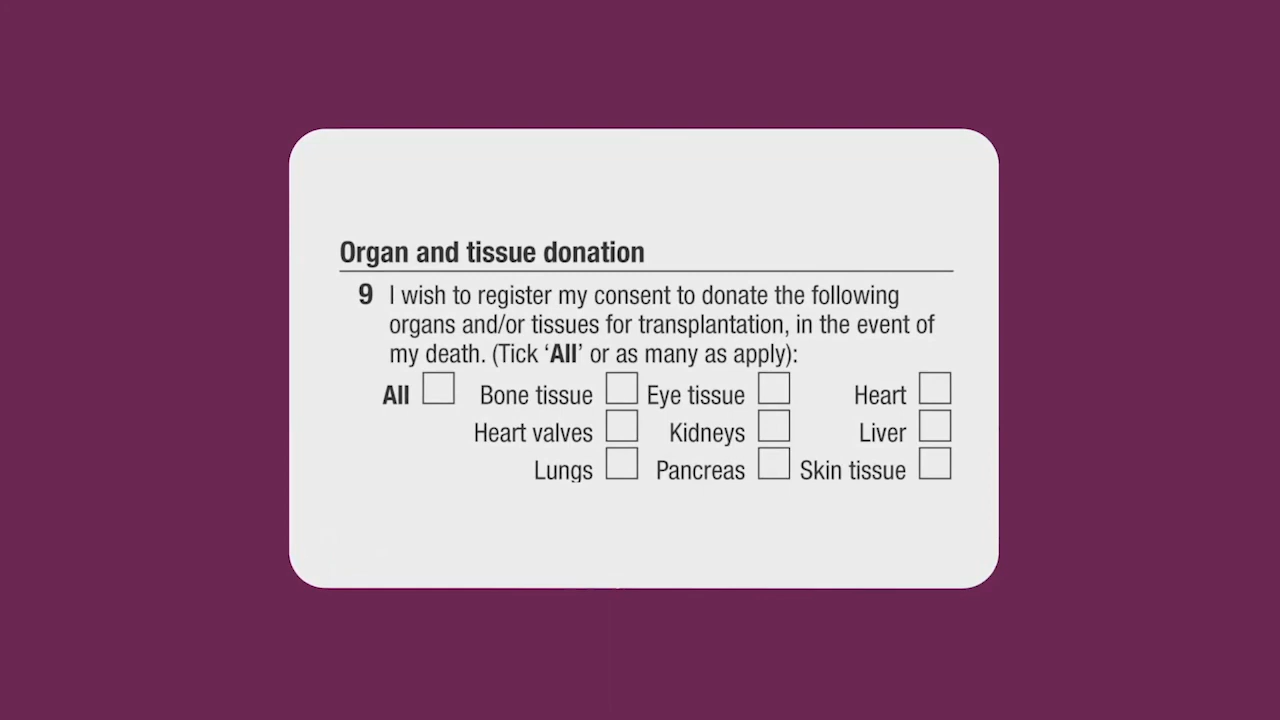 Organ and tissue donation
9 I wish to register my consent to donate the following
organs and/or tissues for transplantation, in the event of
my death. (Tick ‘All’ or as many as apply):
All Bone tissue Eye tissue Heart
Heart valves Kidneys Liver
Lungs Pancreas Skin tissue